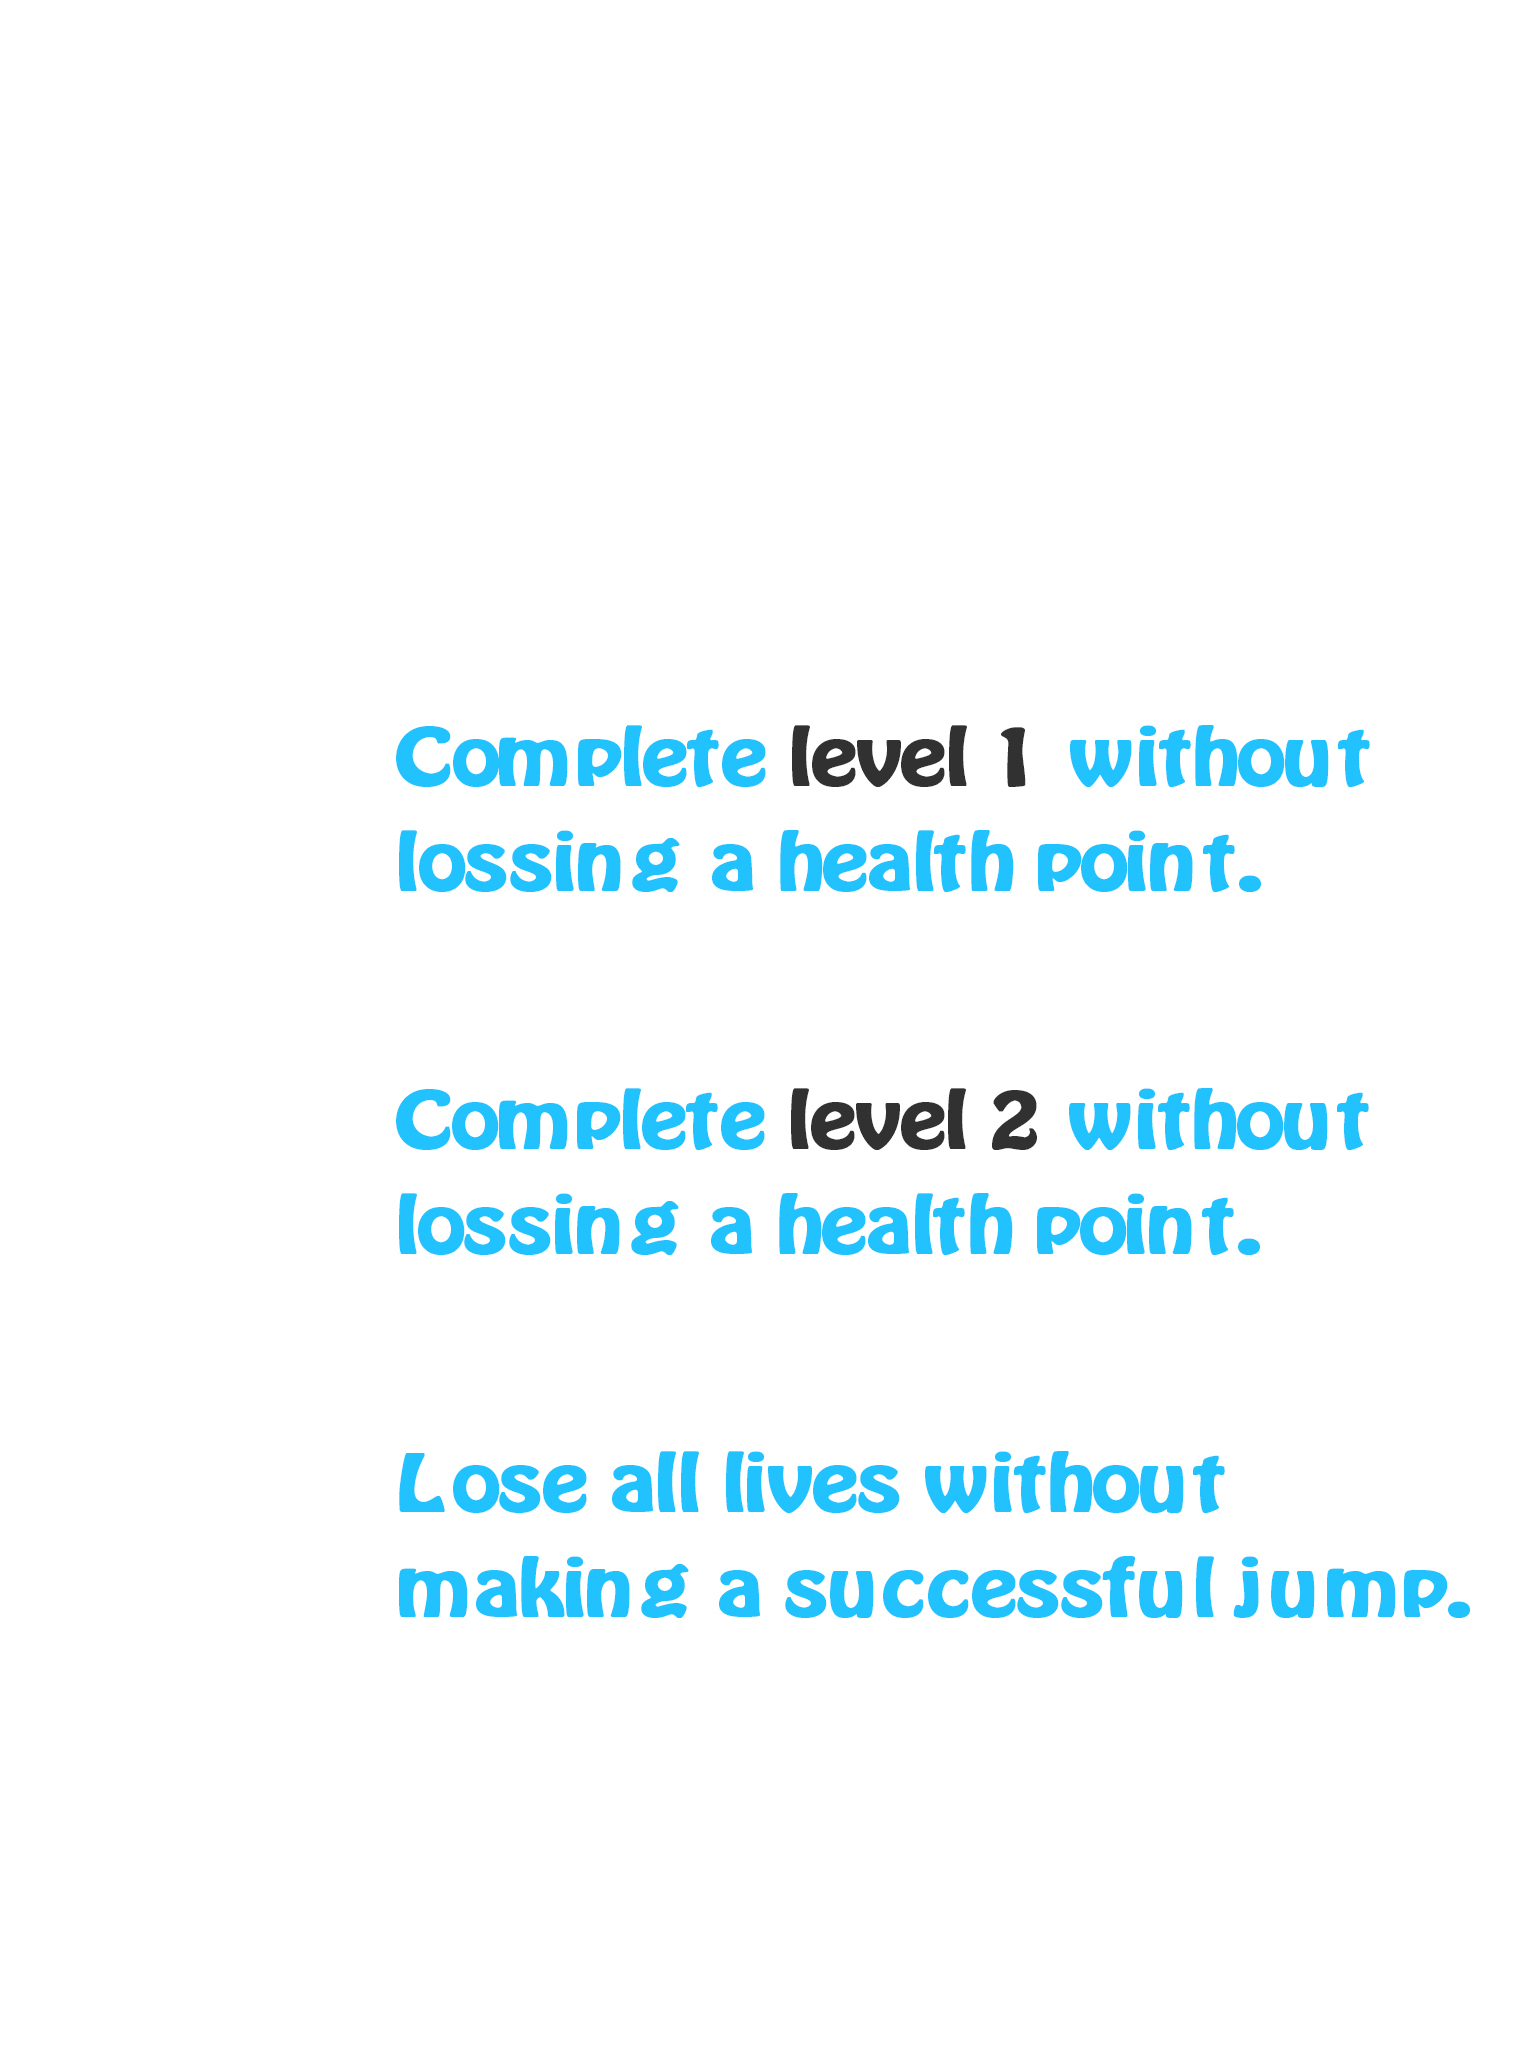 Complete level 1 without
lossing a health point.
Complete level 2 without
lossing a health point.
Lose all lives without
making a successful jump.